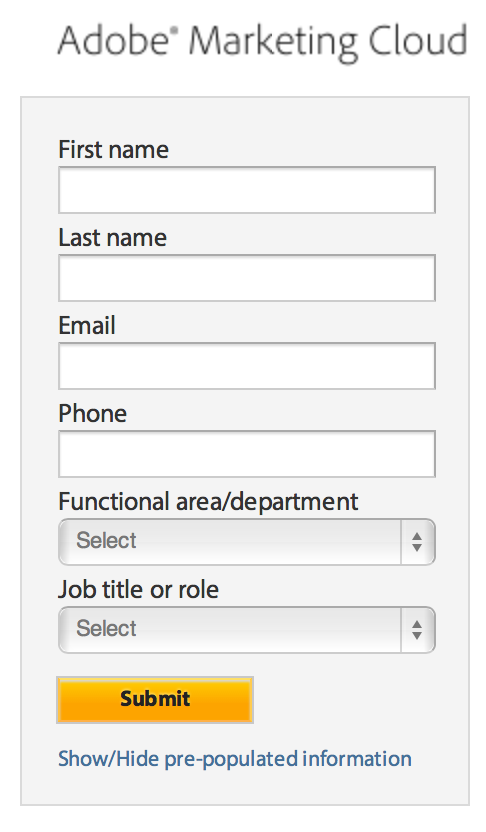 Adobe® Marketing Cloud
First name
Last name
Email
Phone
Functional area/department
Select
Job title or role
Select
Submit
Show/Hide pre-populated information